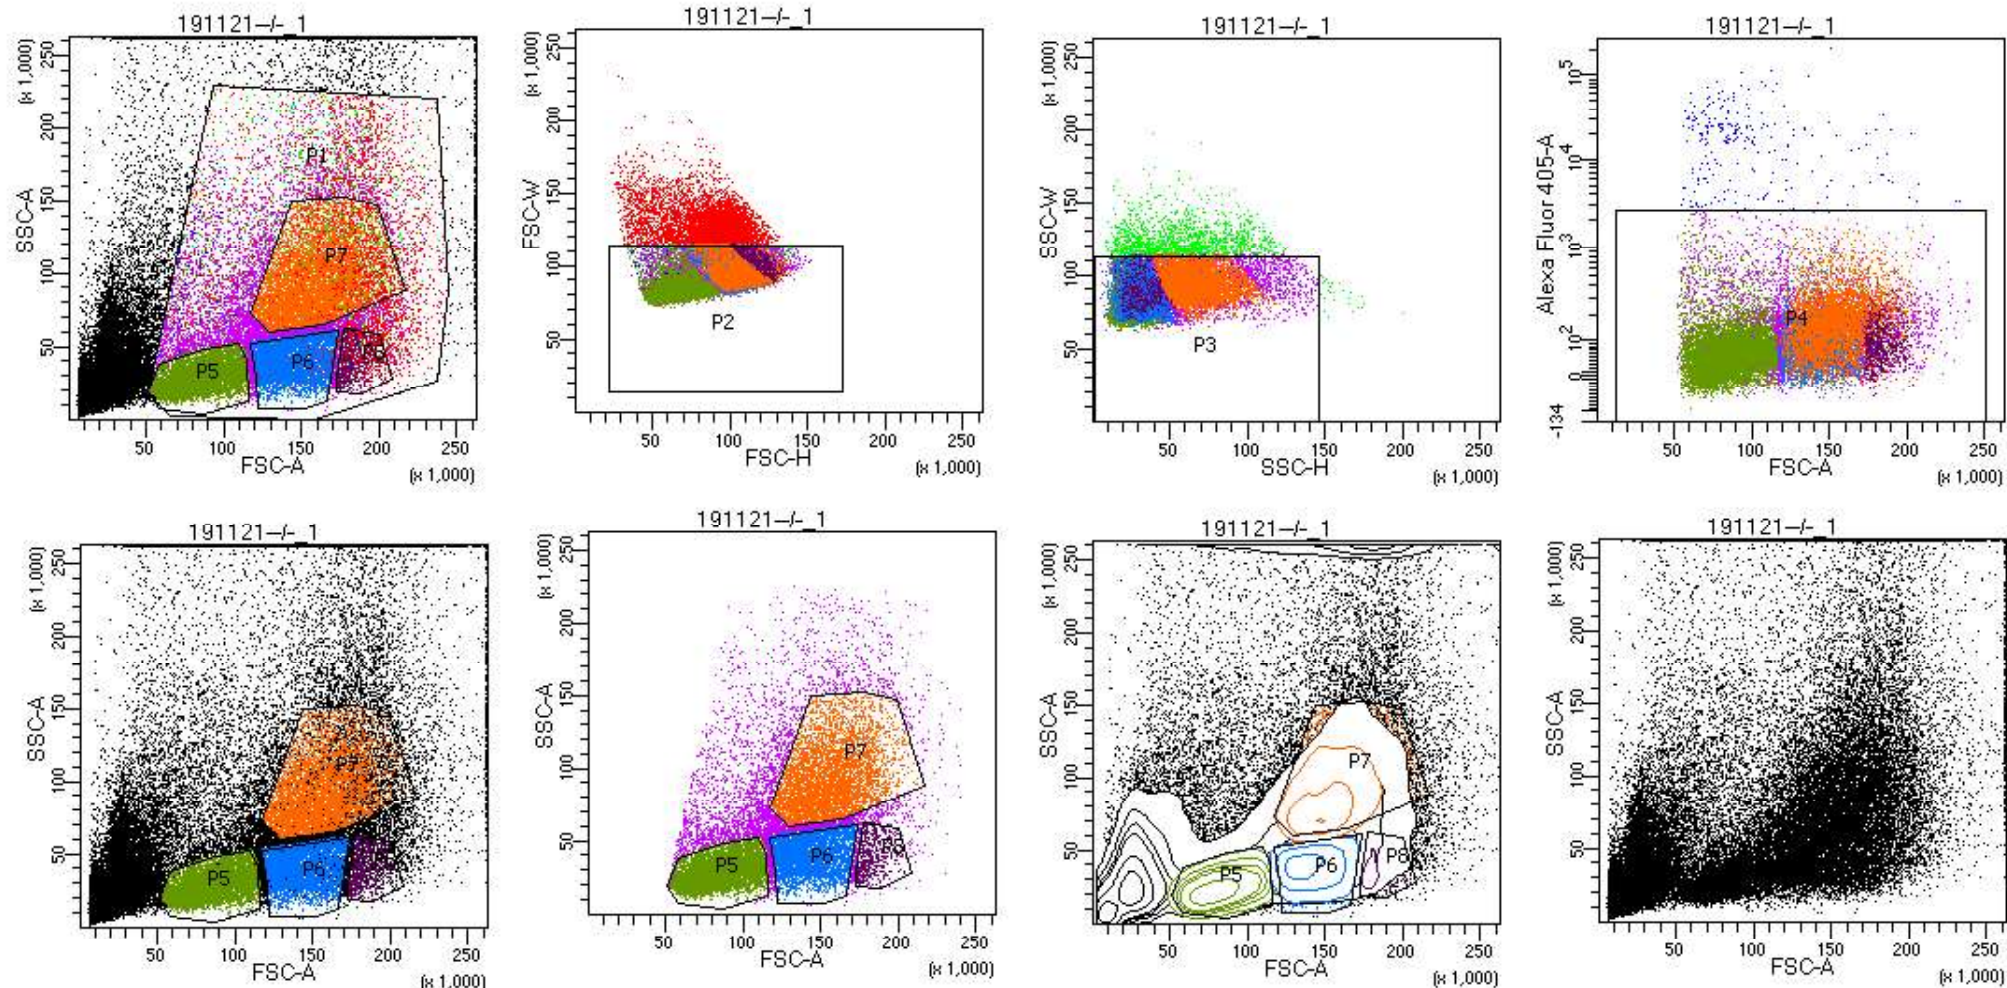 191121-/-_1
SSC-A
(x 1,000)
50 100 150 200 250
P1
P7
P5
P6
50 100 150 200 250
FSC-A
(x 1,000)
191121-/-_1
FSC-W
(x 1,000)
50 100 150 200 250
P2
50 100 150 200 250
FSC-H
(x 1,000)
191121-/-_1
SSC-W
(x 1,000)
50 100 150 200 250
P3
50 100 150 200 250
SSC-H
(x 1,000)
191121-/-_1
Alexa Fluor 405-A
-134 0 10^2 10^3 10^4 10^5
P4
50 100 150 200 250
FSC-A
(x 1,000)
191121-/-_1
SSC-A
(x 1,000)
50 100 150 200 250
P7
P5
P6
50 100 150 200 250
FSC-A
(x 1,000)
191121-/-_1
SSC-A
(x 1,000)
50 100 150 200 250
P7
P5
P6
P8
50 100 150 200 250
FSC-A
(x 1,000)
191121-/-_1
SSC-A
(x 1,000)
50 100 150 200 250
P7
P5
P6
P8
50 100 150 200 250
FSC-A
(x 1,000)
191121-/-_1
SSC-A
(x 1,000)
50 100 150 200 250
50 100 150 200 250
FSC-A
(x 1,000)